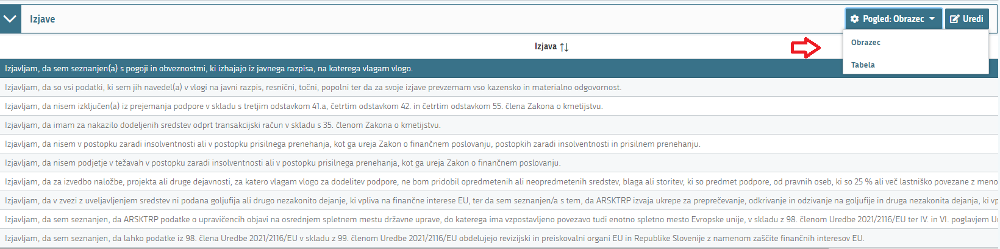 Izjave
Pogled: Obrazec
Uredi
Obrazec
Tabela
Izjava
Izjavljam, da sem seznanjen(a) s pogoji in obveznostmi, ki izhajajo iz javnega razpisa, na katerega vlagam vlogo.
Izjavljam, da so vsi podatki, ki sem jih navedel(a) v vlogi na javni razpis, resnični, točni, popolni ter da za svoje izjave prevzemam vso kazensko in materialno odgovornost.
Izjavljam, da nisem izključen(a) iz prejemanja podpore v skladu s tretjim odstavkom 41.a, četrtim odstavkom 42. in četrtim odstavkom 55. člena Zakona o kmetijstvu.
Izjavljam, da imam za nakazilo dodeljenih sredstev odprt transakcijski račun v skladu s 35. členom Zakona o kmetijstvu.
Izjavljam, da nisem v postopku zaradi insolventnosti ali v postopku prisilnega prenehanja, kot ga ureja Zakon o finančnem poslovanju, postopkih zaradi insolventnosti in prisilnem prenehanju.
Izjavljam, da nisem podjetje v težavah v postopku zaradi insolventnosti ali v postopku prisilnega prenehanja, kot ga ureja Zakon o finančnem poslovanju.
Izjavljam, da za izvedbo naložbe, projekta ali druge dejavnosti, za katero vlagam vlogo za dodelitev podpore, ne bom pridobil opredmetenih ali neopredmetenih sredstev, blaga ali storitev, ki so predmet podpore, od pravnih oseb, ki so 25 % ali več lastniško povezane z meno
Izjavljam, da v zvezi z uveljavljenjem sredstev ni podana goljufija ali drugo nezakonito dejanje, ki vpliva na finančne interese EU, ter da sem seznanjen/a s tem, da ARSKTRP izvaja ukrepe za preprečevanje, odkrivanje in odzivanje na goljufije in druga nezakonita dejanja, ki vp
Izjavljam, da sem seznanjen, da ARSKTRP podatke o upravičencih objavi na osrednjem spletnem mestu državne uprave, do katerega ima vzpostavljeno povezavo tudi enotno spletno mesto Evropske unije, v skladu z 98. členom Uredbe 2021/2116/EU ter IV. in VI. poglavjem
Izjavljam, da sem seznanjen, da lahko podatke iz 98. člena Uredbe 2021/2116/EU v skladu z 99. členom Uredbe 2021/2116/EU obdelujejo revizijski in preiskovalni organi EU in Republike Slovenije z namenom zaščite finančnih interesov EU.